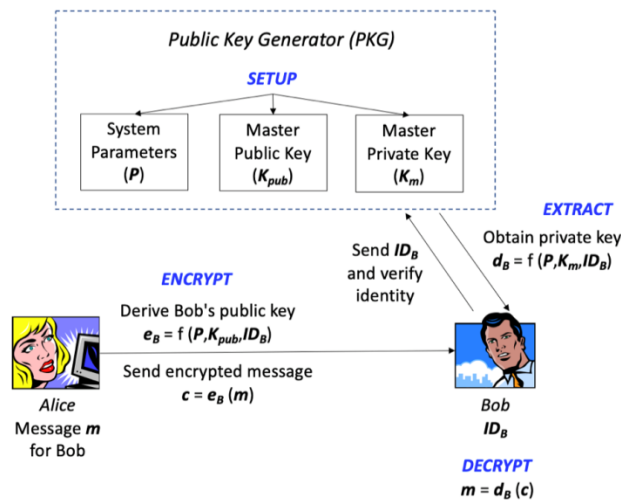 Public Key Generator (PKG)
SETUP
System
Parameters
(P)
Master
Public Key
(Kpub)
Master
Private Key
(Km)
EXTRACT
Obtain private key
dB = f (P,Km,IDB)
Send IDB
and verify
identity
ENCRYPT
Derive Bob's public key
eB = f (P,Kpub,IDB)
Send encrypted message
c = eB (m)
Alice
Message m
for Bob
Bob
IDB
DECRYPT
m = dB (c)